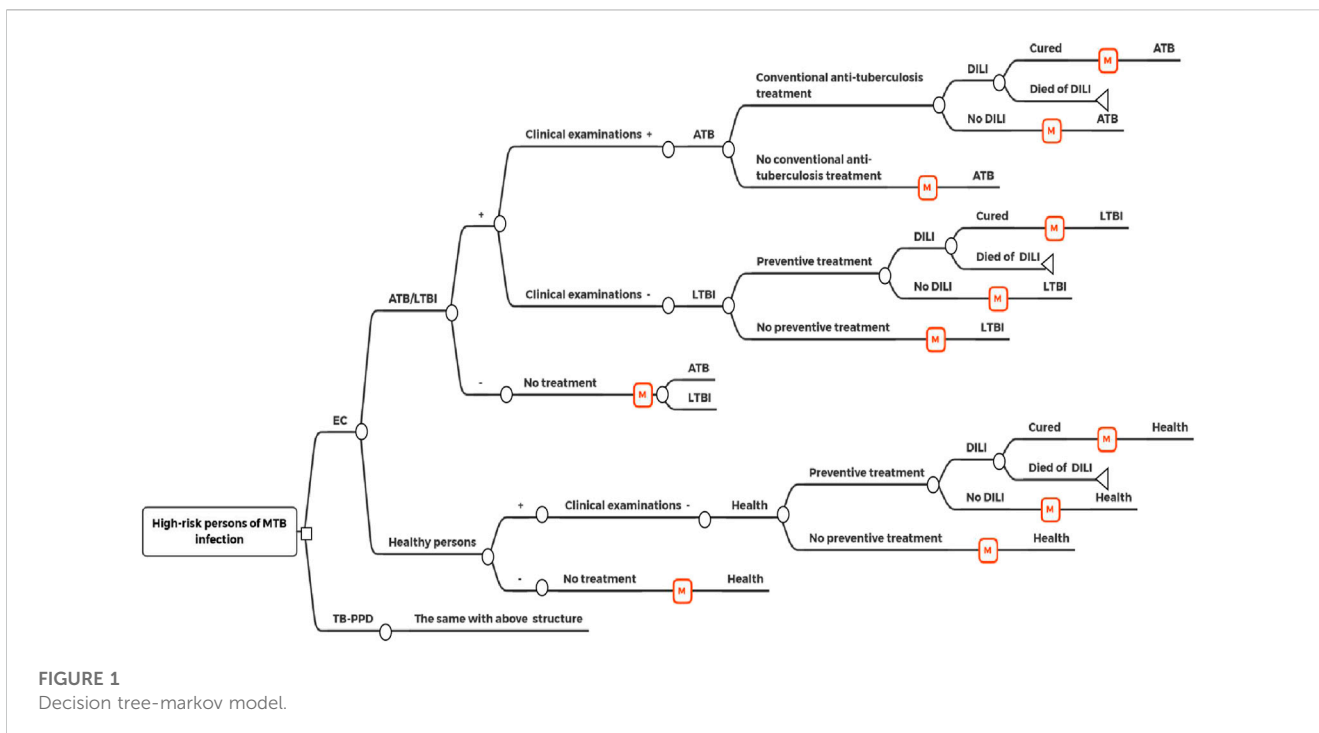 Cured
M
ATB
DILI
Died of DILI
Conventional anti-tuberculosis
treatment
No DILI
M
ATB
Clinical examinations +
ATB
No conventional anti-
tuberculosis treatment
M
ATB
+
Cured
M
LTBI
DILI
Died of DILI
Preventive treatment
No DILI
M
LTBI
ATB/LTBI
Clinical examinations -
LTBI
No preventive treatment
M
LTBI
-
No treatment
M
ATB
LTBI
EC
Cured
M
Health
DILI
Died of DILI
Preventive treatment
No DILI
M
Health
+
Clinical examinations -
Health
No preventive treatment
M
Health
Healthy persons
-
No treatment
M
Health
High-risk persons of MTB
infection
TB-PPD
The same with above structure
FIGURE 1
Decision tree-markov model.